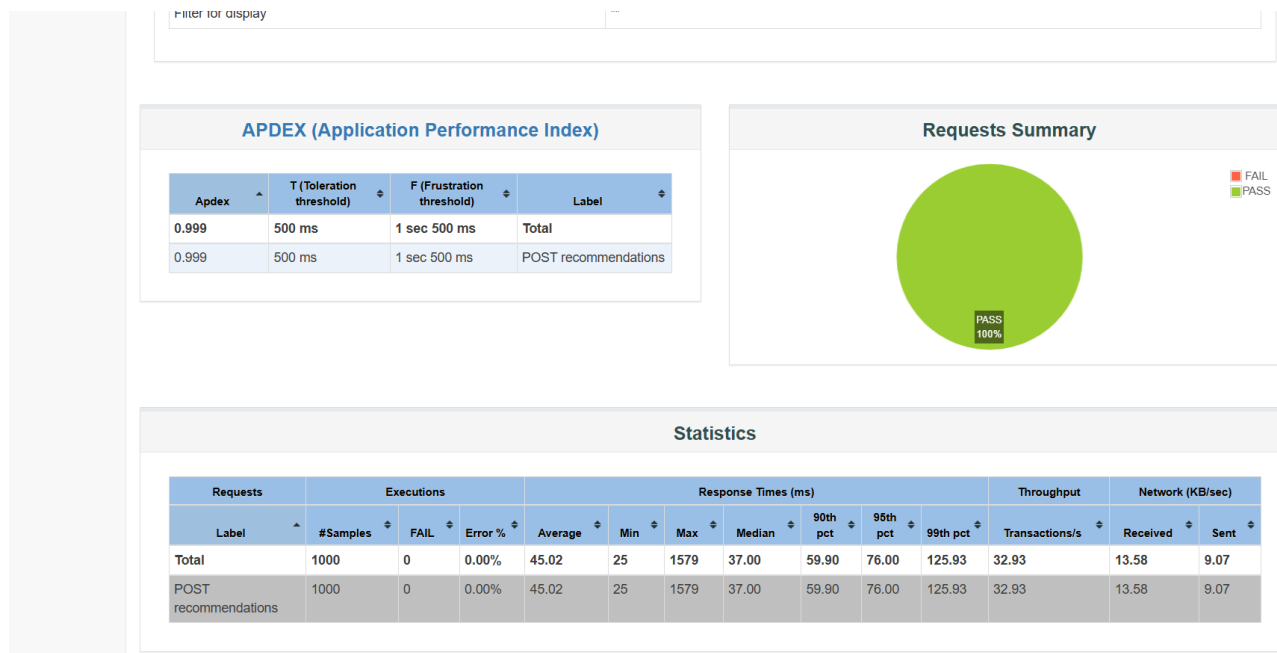 Filter for display
""
APDEX (Application Performance Index)
Apdex T (Toleration threshold) F (Frustration threshold) Label
0.999 500 ms 1 sec 500 ms Total
0.999 500 ms 1 sec 500 ms POST recommendations
Requests Summary
FAIL
PASS
PASS
100%
Statistics
Requests Executions Response Times (ms) Throughput Network (KB/sec)
Label #Samples FAIL Error % Average Min Max Median 90th pct 95th pct 99th pct Transactions/s Received Sent
Total 1000 0 0.00% 45.02 25 1579 37.00 59.90 76.00 125.93 32.93 13.58 9.07
POST recommendations 1000 0 0.00% 45.02 25 1579 37.00 59.90 76.00 125.93 32.93 13.58 9.07